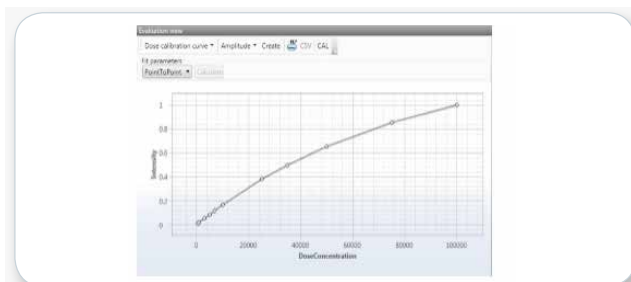 Evaluation view
Dose calibration curve Amplitude Create CSV CAL
Fit parameters
PointToPoint Calculate
1
0.8
0.6
0.4
0.2
0
Intensity
0 20000 40000 60000 80000 100000
DoseConcentration